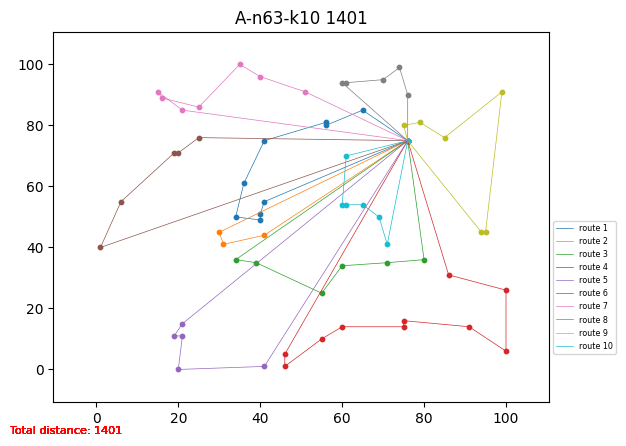 A-n63-k10 1401
100
80
60
40
20
0
0 20 40 60 80 100
route 1
route 2
route 3
route 4
route 5
route 6
route 7
route 8
route 9
route 10
Total distance: 1401